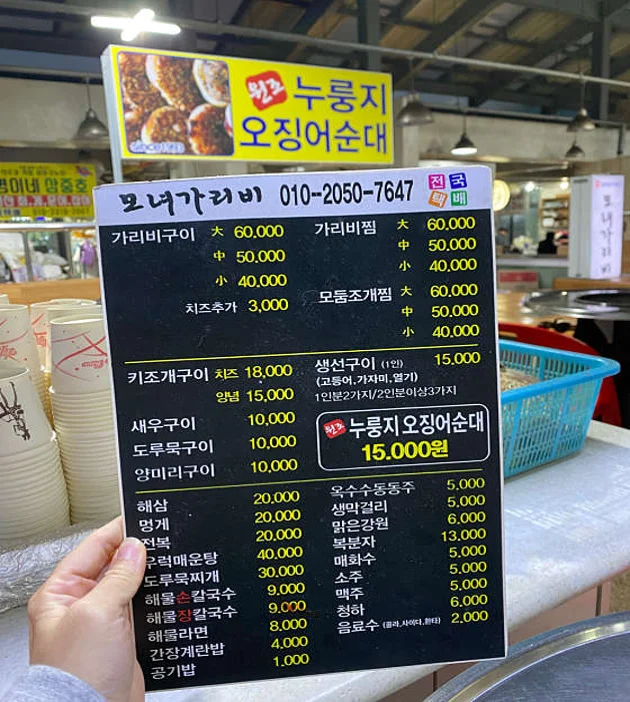 원조 누룽지
오징어순대
모녀가리비 010-2050-7647 전국택배
가리비구이 大 60,000
中 50,000
小 40,000
치즈추가 3,000
가리비찜 大 60,000
中 50,000
小 40,000
모둠조개찜 大 60,000
中 50,000
小 40,000
키조개구이 치즈 18,000
양념 15,000
새우구이 10,000
도루묵구이 10,000
양미리구이 10,000
생선구이 (1인) 15,000
(고등어, 가자미, 열기)
1인분2가지/2인분이상3가지
원조 누룽지 오징어순대
15.000원
해삼 20,000
멍게 20,000
전복 20,000
우럭매운탕 40,000
도루묵찌개 30,000
해물손칼국수 9,000
해물장칼국수 9,000
해물라면 8,000
간장계란밥 4,000
공기밥 1,000
옥수수동동주 5,000
생막걸리 5,000
맑은강원 6,000
복분자 13,000
매화수 5,000
소주 5,000
맥주 5,000
청하 6,000
음료수 (콜라,사이다,환타) 2,000
모녀가리비